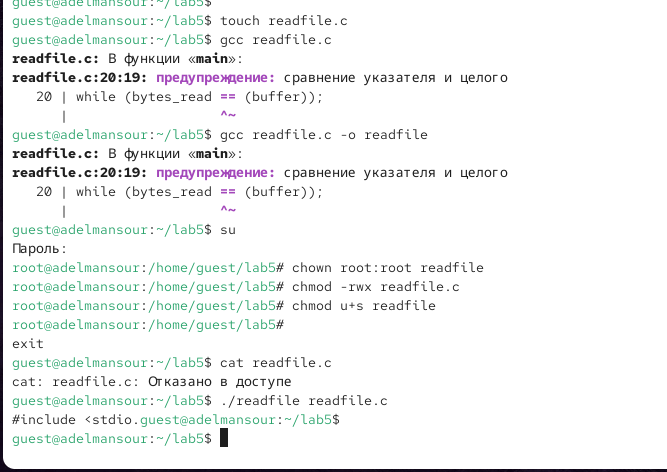 guest@adelmansour:~/lab5$
guest@adelmansour:~/lab5$ touch readfile.c
guest@adelmansour:~/lab5$ gcc readfile.c
readfile.c: В функции «main»:
readfile.c:20:19: предупреждение: сравнение указателя и целого
   20 | while (bytes_read == (buffer));
      |                   ^~
guest@adelmansour:~/lab5$ gcc readfile.c -o readfile
readfile.c: В функции «main»:
readfile.c:20:19: предупреждение: сравнение указателя и целого
   20 | while (bytes_read == (buffer));
      |                   ^~
guest@adelmansour:~/lab5$ su
Пароль:
root@adelmansour:/home/guest/lab5# chown root:root readfile
root@adelmansour:/home/guest/lab5# chmod -rwx readfile.c
root@adelmansour:/home/guest/lab5# chmod u+s readfile
root@adelmansour:/home/guest/lab5#
exit
guest@adelmansour:~/lab5$ cat readfile.c
cat: readfile.c: Отказано в доступе
guest@adelmansour:~/lab5$ ./readfile readfile.c
#include <stdio.guest@adelmansour:~/lab5$
guest@adelmansour:~/lab5$